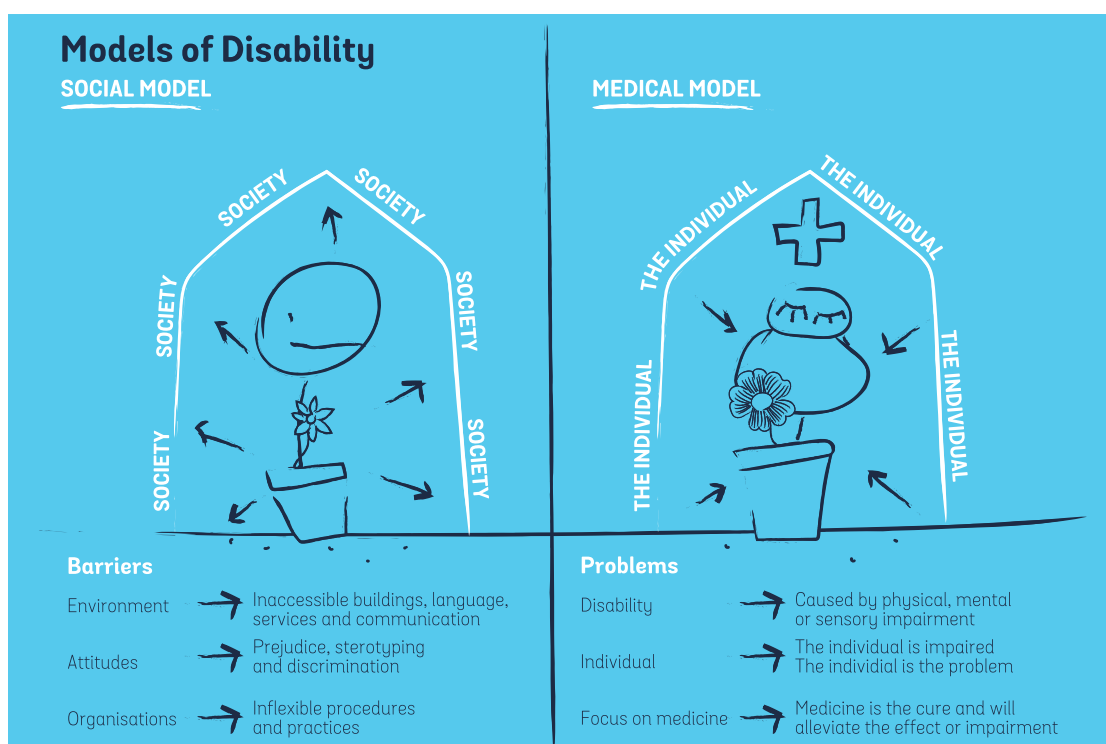 Models of Disability
SOCIAL MODEL
SOCIETY
SOCIETY
SOCIETY
SOCIETY
SOCIETY
SOCIETY
Barriers
Environment
Inaccessible buildings, language,
services and communication
Attitudes
Prejudice, sterotyping
and discrimination
Organisations
Inflexible procedures
and practices
MEDICAL MODEL
THE INDIVIDUAL
THE INDIVIDUAL
THE INDIVIDUAL
THE INDIVIDUAL
Problems
Disability
Caused by physical, mental
or sensory impairment
Individual
The individual is impaired
The individial is the problem
Focus on medicine
Medicine is the cure and will
alleviate the effect or impairment